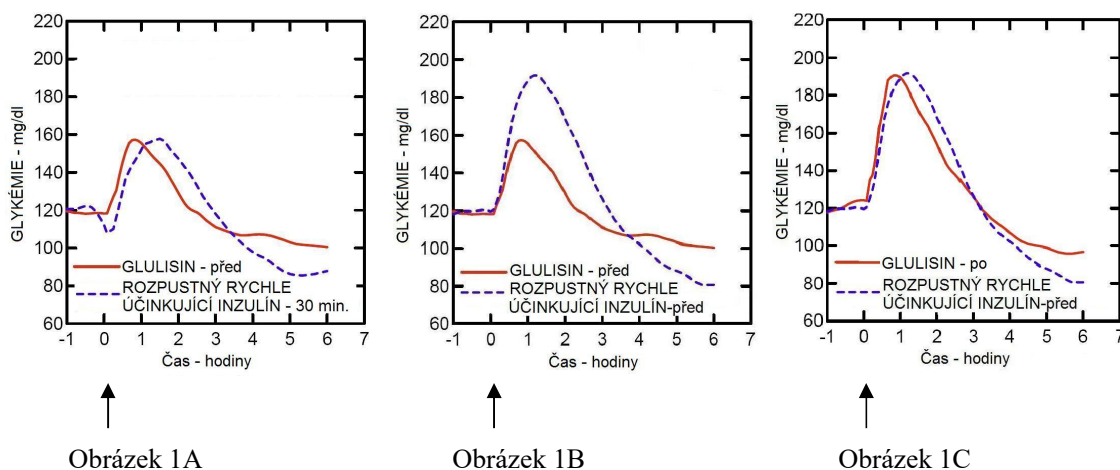 220
200
180
160
140
120
100
80
60
GLYKÉMIE - mg/dl
GLULISIN - před
ROZPUSTNÝ RYCHLE
ÚČINKUJÍCÍ INZULÍN - 30 min.
-1 0 1 2 3 4 5 6 7
Čas - hodiny
Obrázek 1A
220
200
180
160
140
120
100
80
60
GLYKÉMIE - mg/dl
GLULISIN - před
ROZPUSTNÝ RYCHLE
ÚČINKUJÍCÍ INZULÍN-před
-1 0 1 2 3 4 5 6 7
Čas - hodiny
Obrázek 1B
220
200
180
160
140
120
100
80
60
GLYKÉMIE - mg/dl
GLULISIN - po
ROZPUSTNÝ RYCHLE
ÚČINKUJÍCÍ INZULÍN-před
-1 0 1 2 3 4 5 6 7
Čas - hodiny
Obrázek 1C